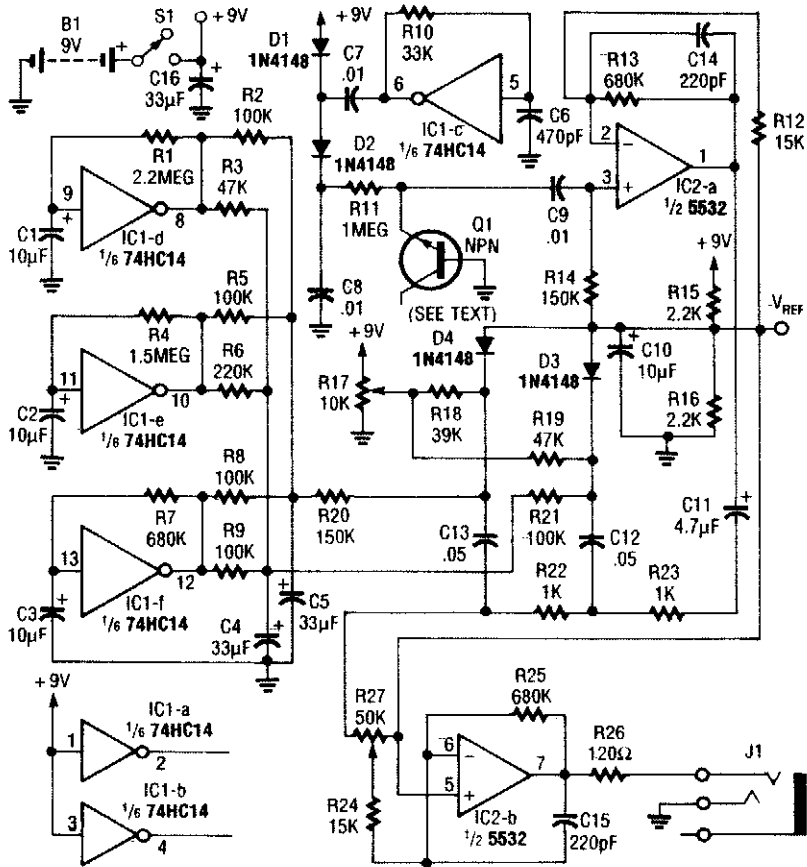 B1
9V
+
S1
+9V
C16
33µF
+
R1
2.2MEG
R2
100K
R3
47K
9
8
C1
10µF
+
IC1-d
1/6 74HC14
R4
1.5MEG
R5
100K
R6
220K
11
10
C2
10µF
+
IC1-e
1/6 74HC14
R7
680K
R8
100K
R9
100K
13
12
C3
10µF
+
IC1-f
1/6 74HC14
C4
33µF
+
C5
33µF
+
+9V
IC1-a
1/6 74HC14
1
2
IC1-b
1/6 74HC14
3
4
+9V
D1
1N4148
C7
.01
R10
33K
6
5
IC1-c
1/6 74HC14
C6
470pF
D2
1N4148
R11
1MEG
C8
.01
Q1
NPN
(SEE TEXT)
C9
.01
R13
680K
C14
220pF
R12
15K
2
−
3
+
1
IC2-a
1/2 5532
R14
150K
+9V
R15
2.2K
-VREF
R16
2.2K
C10
10µF
+
D4
1N4148
D3
1N4148
+9V
R17
10K
R18
39K
R19
47K
R20
150K
R21
100K
C13
.05
C12
.05
C11
4.7µF
+
R22
1K
R23
1K
R27
50K
R24
15K
R25
680K
6
−
5
+
7
IC2-b
1/2 5532
R26
120Ω
C15
220pF
J1